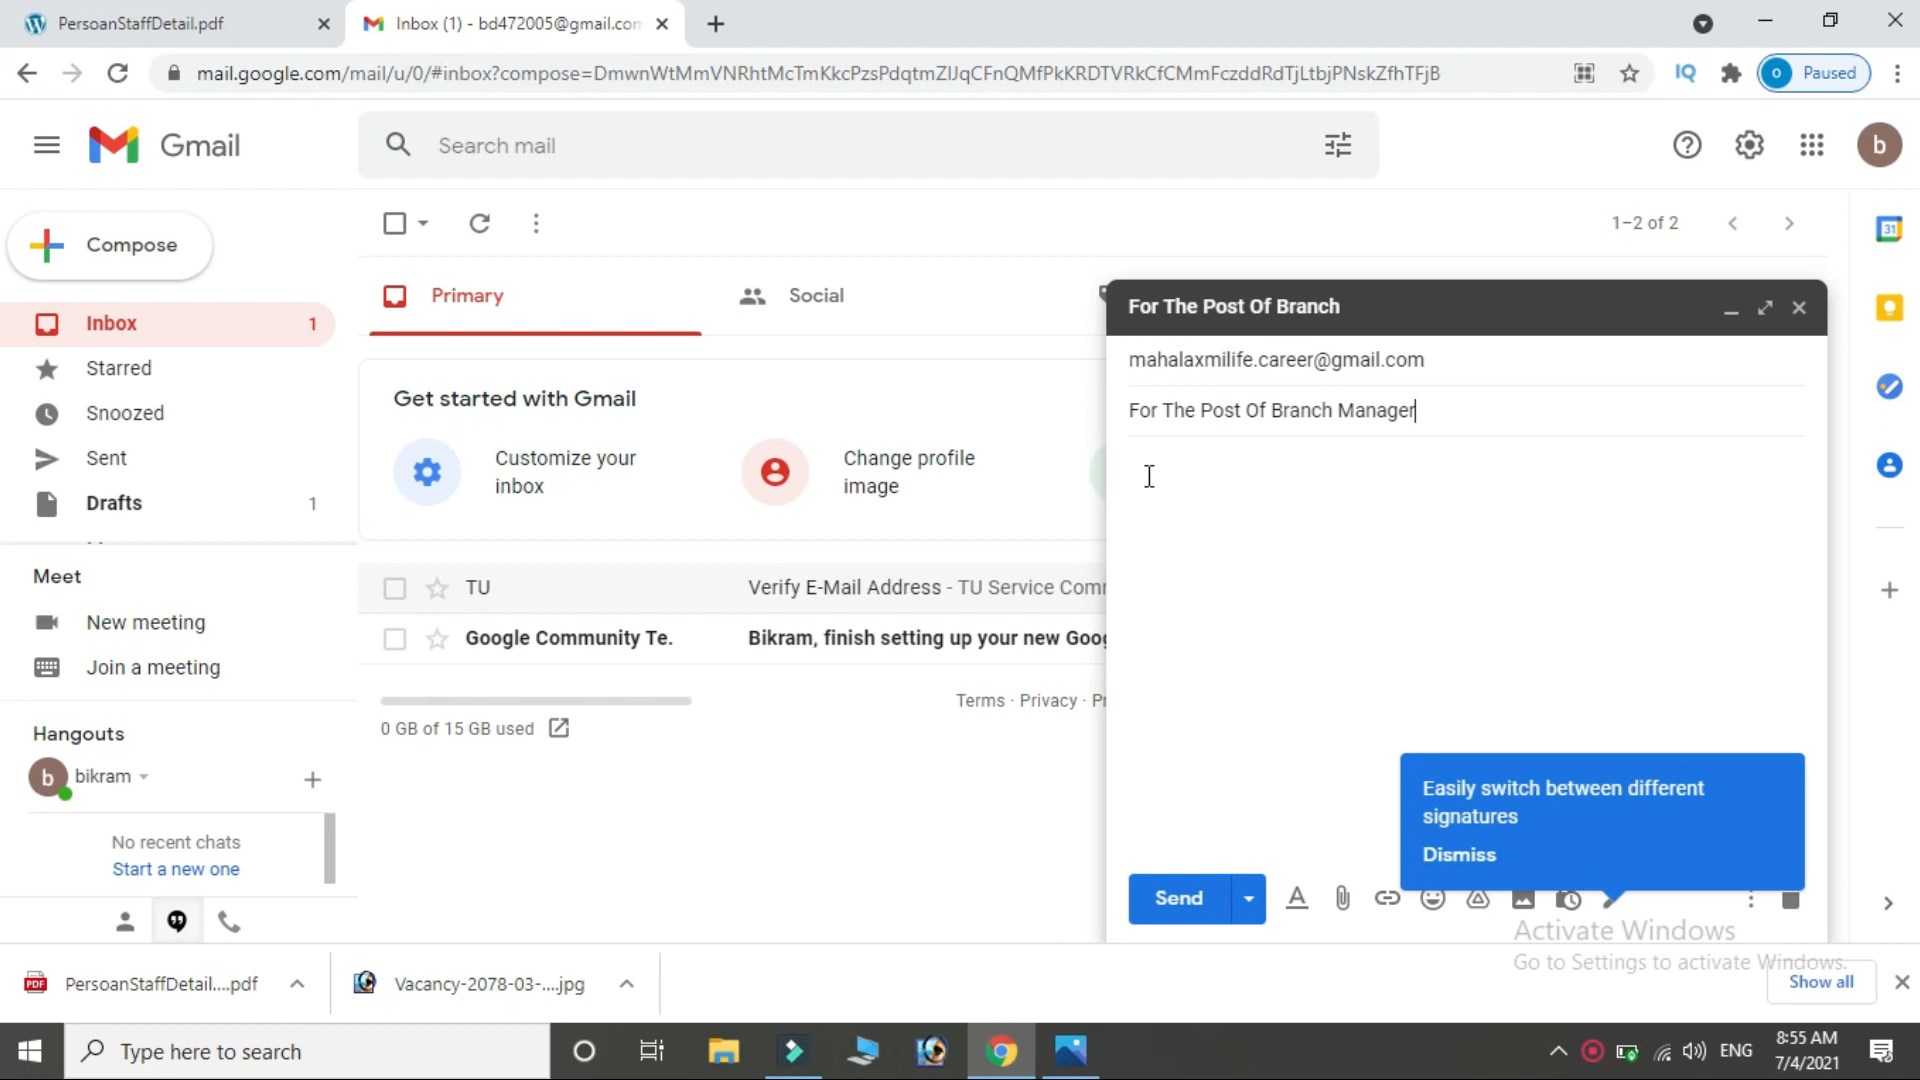 PersoanStaffDetail.pdf
Inbox (1) - bd472005@gmail.com
mail.google.com/mail/u/0/#inbox?compose=DmwnWtMmVNRhtMcTmKkcPzsPdqtmZlJqCFnQMfPkKRDTVRkCfCMmFczddRdTjLtbjPNskZfhTFjB
IQ
o
Paused
Gmail
Search mail
b
Compose
1–2 of 2
31
Primary
Social
Inbox 1
Starred
Snoozed
Sent
Drafts 1
Get started with Gmail
Customize your
inbox
Change profile
image
For The Post Of Branch
mahalaxmilife.career@gmail.com
For The Post Of Branch Manager
Meet
New meeting
Join a meeting
TU
Verify E-Mail Address - TU Service Comm
Google Community Te.
Bikram, finish setting up your new Goog
Terms · Privacy · Pr
0 GB of 15 GB used
Hangouts
b
bikram
No recent chats
Start a new one
Easily switch between different
signatures
Dismiss
Send
Activate Windows
Go to Settings to activate Windows.
PDF
PersoanStaffDetail....pdf
Vacancy-2078-03-....jpg
Show all
Type here to search
ENG
8:55 AM
7/4/2021